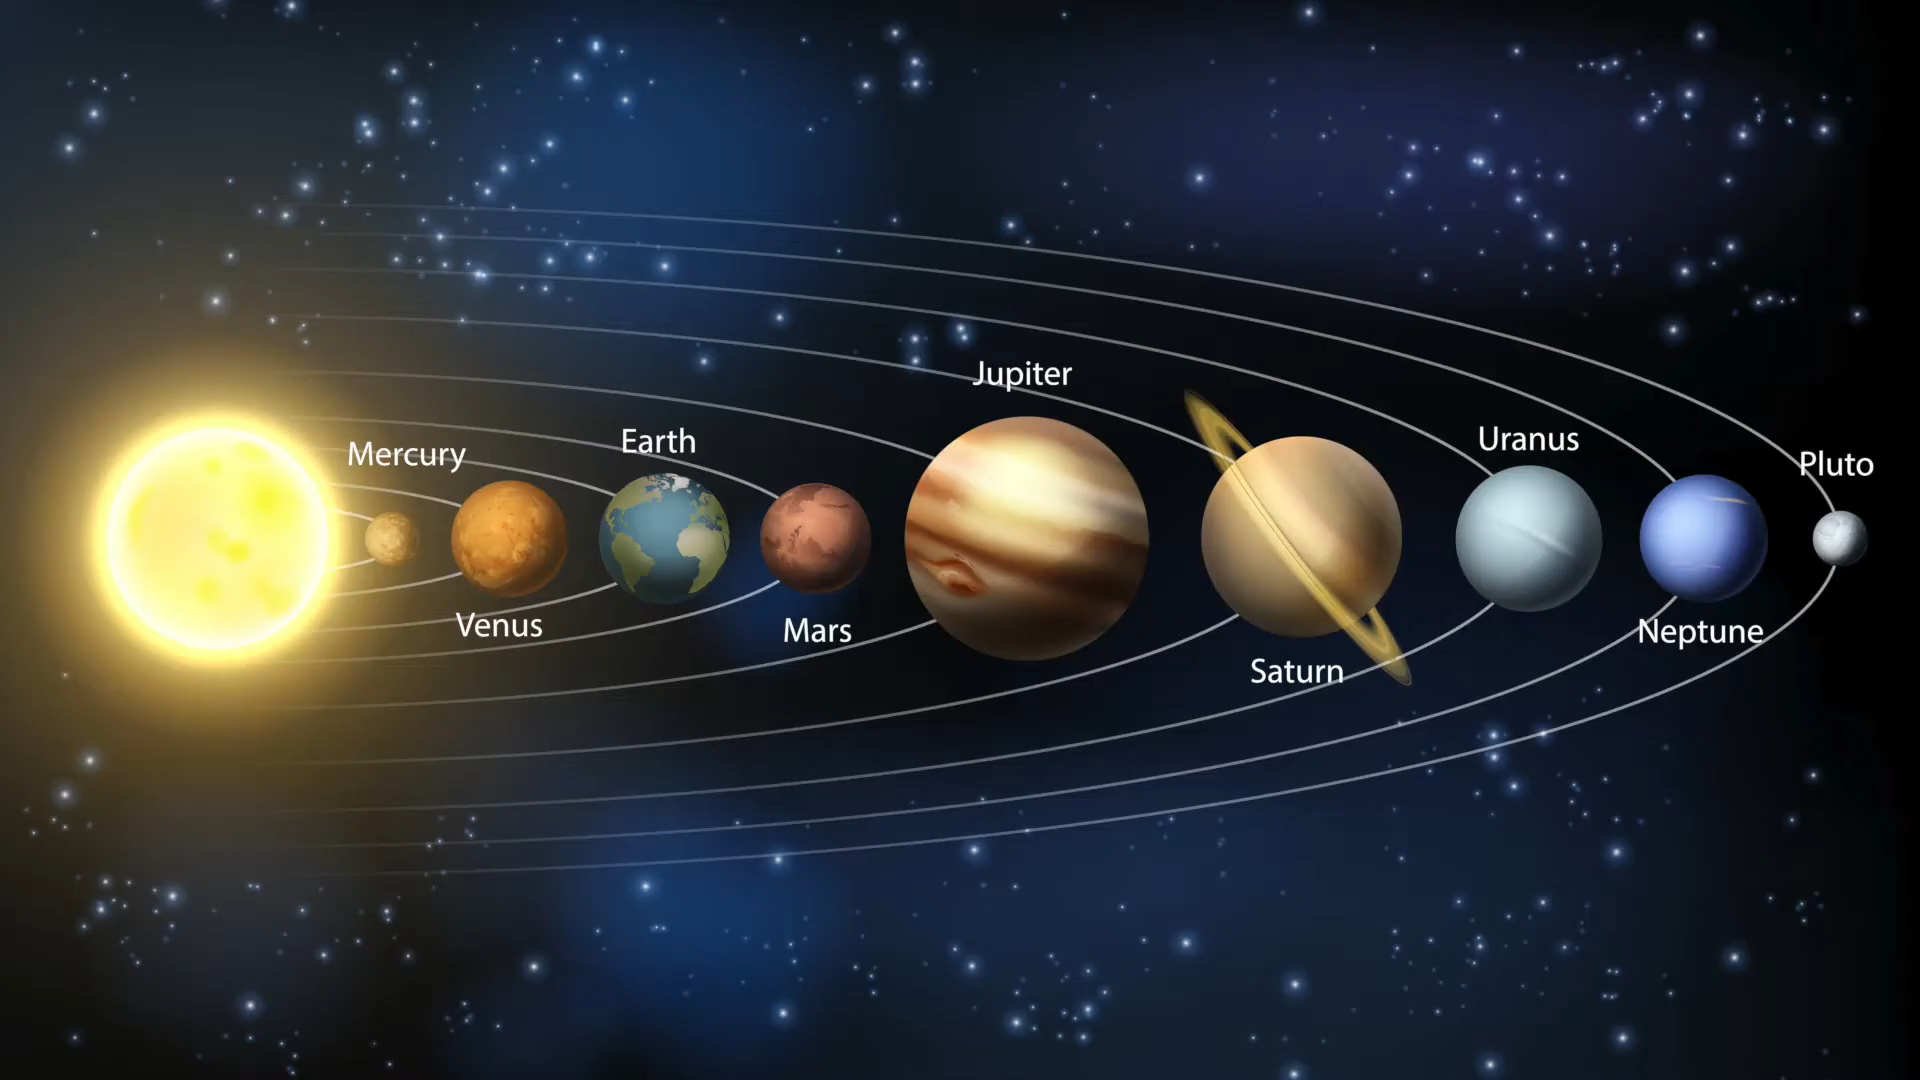 Mercury
Venus
Earth
Mars
Jupiter
Saturn
Uranus
Neptune
Pluto